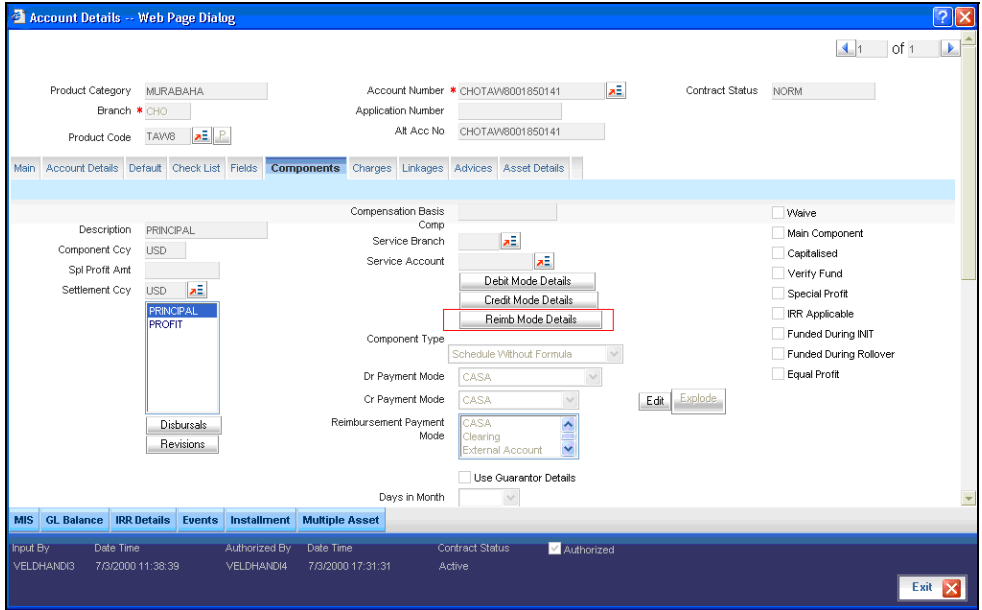 Account Details -- Web Page Dialog
1 of 1
Product Category MURABAHA Account Number * CHOTAW8001850141 Contract Status NORM
Branch * CHO Application Number
Product Code TAW8 P Alt Acc No CHOTAW8001850141
Main Account Details Default Check List Fields Components Charges Linkages Advices Asset Details
Compensation Basis Comp Waive
Description PRINCIPAL Service Branch Main Component
Component Ccy USD Service Account Capitalised
Spl Profit Amt Debit Mode Details Verify Fund
Settlement Ccy USD Credit Mode Details Special Profit
PRINCIPAL Reimb Mode Details IRR Applicable
PROFIT Component Type Funded During INIT
Schedule Without Formula Funded During Rollover
Dr Payment Mode CASA Equal Profit
Cr Payment Mode CASA Edit Explode
Disbursals Reimbursement Payment Mode CASA
Clearing
Revisions External Account
Use Guarantor Details
Days in Month
MIS GL Balance IRR Details Events Installment Multiple Asset
Input By Date Time Authorized By Date Time Contract Status Authorized
VELDHANDI3 7/3/2000 11:38:39 VELDHANDI4 7/3/2000 17:31:31 Active
Exit